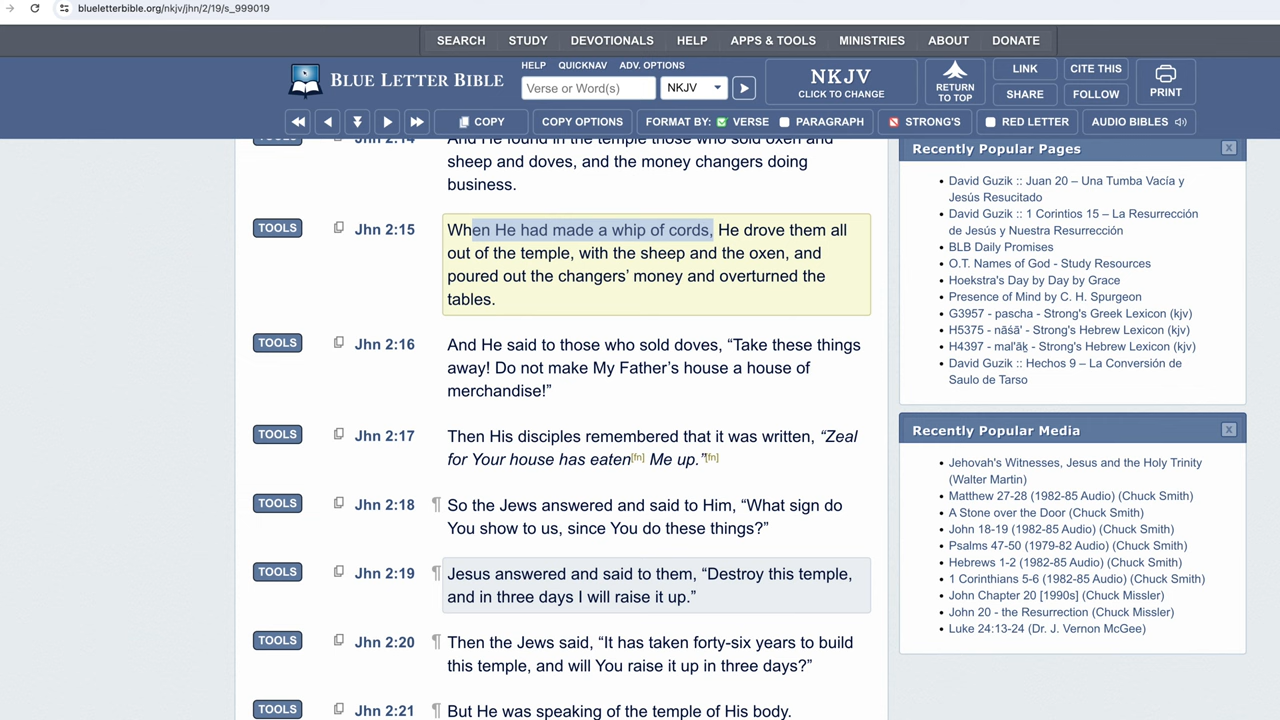 blueletterbible.org/nkjv/jhn/2/19/s_999019
SEARCH STUDY DEVOTIONALS HELP APPS & TOOLS MINISTRIES ABOUT DONATE
BLUE LETTER BIBLE
HELP QUICKNAV ADV. OPTIONS
Verse or Word(s) NKJV
NKJV
CLICK TO CHANGE
RETURN
TO TOP
LINK
CITE THIS
SHARE
FOLLOW
PRINT
COPY
COPY OPTIONS
FORMAT BY: VERSE PARAGRAPH
STRONG'S
RED LETTER
AUDIO BIBLES
TOOLS Jhn 2:14 And He found in the temple those who sold oxen and
sheep and doves, and the money changers doing
business.
TOOLS Jhn 2:15 When He had made a whip of cords, He drove them all
out of the temple, with the sheep and the oxen, and
poured out the changers’ money and overturned the
tables.
TOOLS Jhn 2:16 And He said to those who sold doves, “Take these things
away! Do not make My Father’s house a house of
merchandise!”
TOOLS Jhn 2:17 Then His disciples remembered that it was written, “Zeal
for Your house has eaten[fn] Me up.”[fn]
TOOLS Jhn 2:18 ¶ So the Jews answered and said to Him, “What sign do
You show to us, since You do these things?”
TOOLS Jhn 2:19 ¶ Jesus answered and said to them, “Destroy this temple,
and in three days I will raise it up.”
TOOLS Jhn 2:20 ¶ Then the Jews said, “It has taken forty-six years to build
this temple, and will You raise it up in three days?”
TOOLS Jhn 2:21 ¶ But He was speaking of the temple of His body.
Recently Popular Pages X
• David Guzik :: Juan 20 – Una Tumba Vacía y
Jesús Resucitado
• David Guzik :: 1 Corintios 15 – La Resurrección
de Jesús y Nuestra Resurrección
• BLB Daily Promises
• O.T. Names of God - Study Resources
• Hoekstra's Day by Day by Grace
• Presence of Mind by C. H. Spurgeon
• G3957 - pascha - Strong's Greek Lexicon (kjv)
• H5375 - nāśā' - Strong's Hebrew Lexicon (kjv)
• H4397 - mal'āḵ - Strong's Hebrew Lexicon (kjv)
• David Guzik :: Hechos 9 – La Conversión de
Saulo de Tarso
Recently Popular Media X
• Jehovah's Witnesses, Jesus and the Holy Trinity
(Walter Martin)
• Matthew 27-28 (1982-85 Audio) (Chuck Smith)
• A Stone over the Door (Chuck Smith)
• John 18-19 (1982-85 Audio) (Chuck Smith)
• Psalms 47-50 (1979-82 Audio) (Chuck Smith)
• Hebrews 1-2 (1982-85 Audio) (Chuck Smith)
• 1 Corinthians 5-6 (1982-85 Audio) (Chuck Smith)
• John Chapter 20 [1990s] (Chuck Missler)
• John 20 - the Resurrection (Chuck Missler)
• Luke 24:13-24 (Dr. J. Vernon McGee)